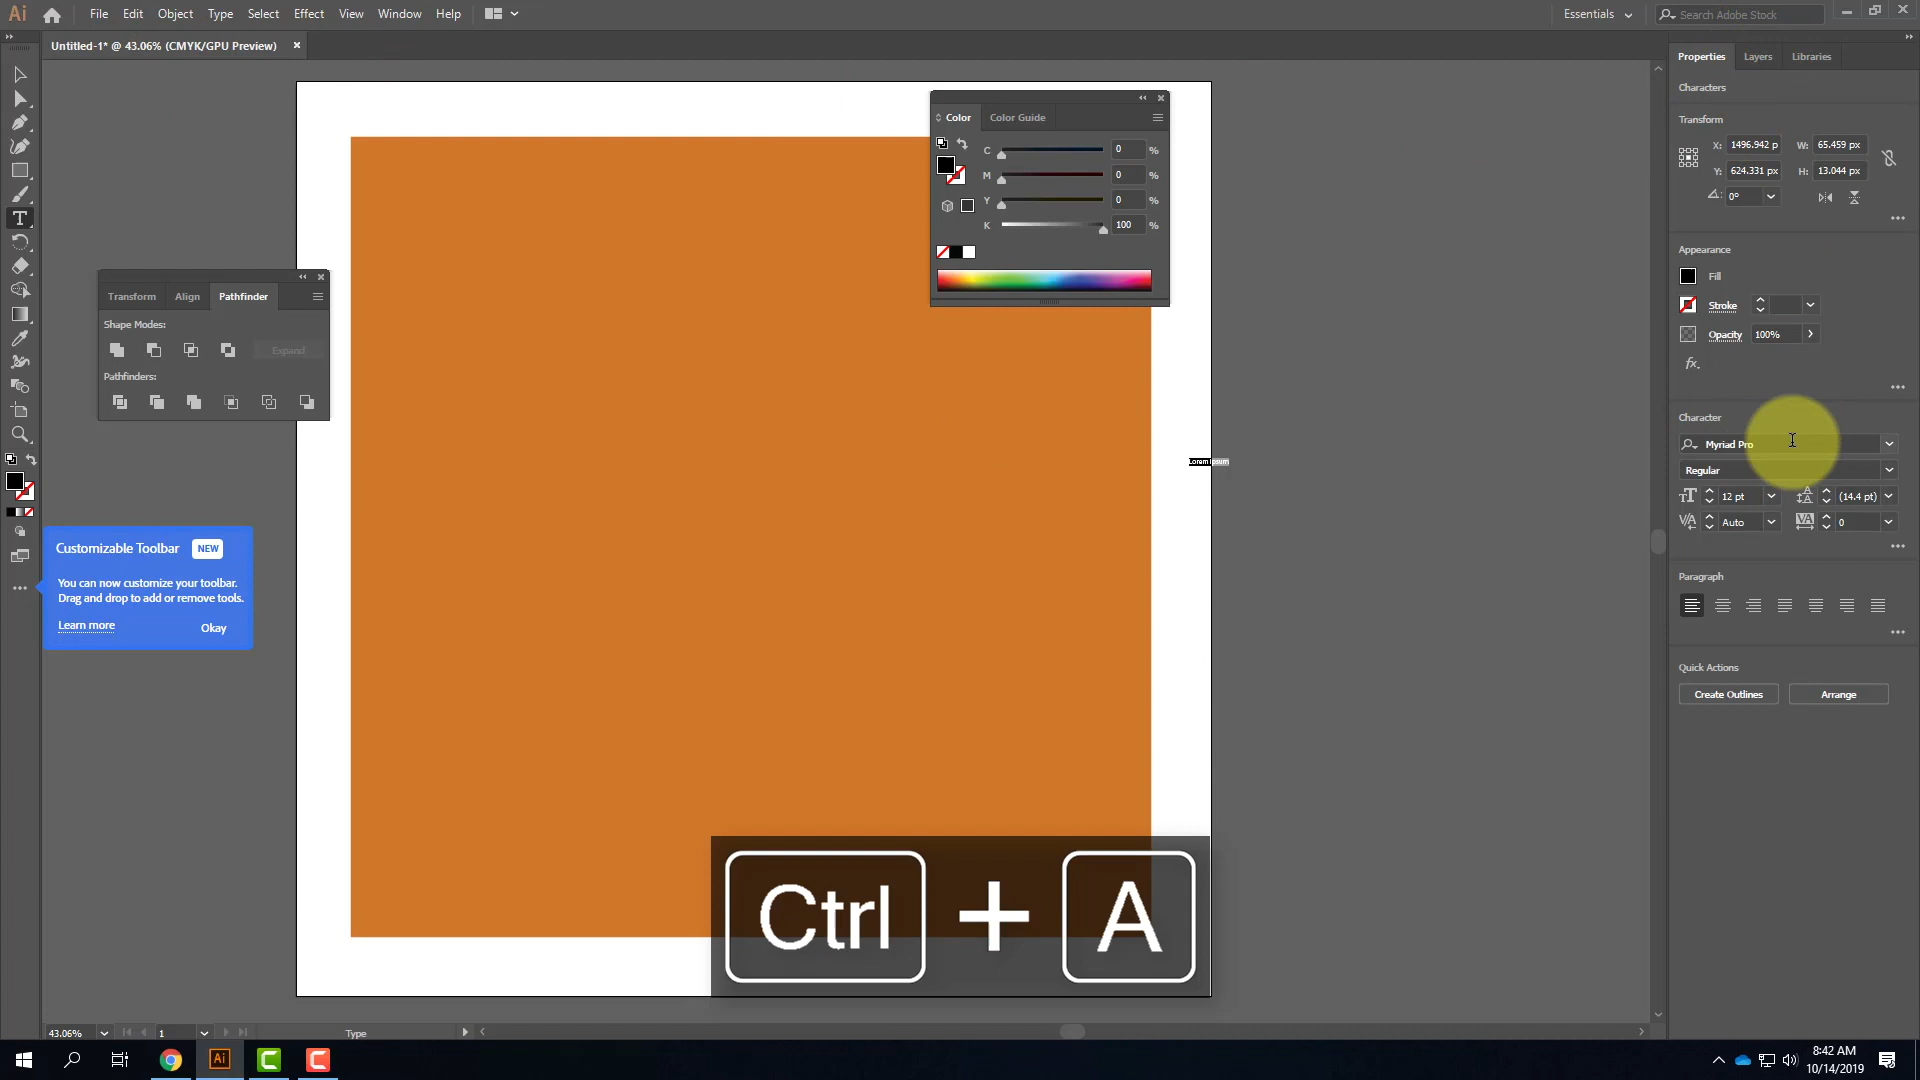 Ai File Edit Object Type Select Effect View Window Help Essentials Search Adobe Stock
Untitled-1* @ 43.06% (CMYK/GPU Preview)
Properties Layers Libraries
Characters
Transform
X: 1496.942 p W: 65.459 px
Y: 624.331 px H: 13.044 px
0°
Appearance
Fill
Stroke
Opacity 100%
fx.
Character
Myriad Pro
Regular
12 pt (14.4 pt)
Auto 0
Paragraph
Quick Actions
Create Outlines Arrange
Color Color Guide
C 0 %
M 0 %
Y 0 %
K 100 %
Transform Align Pathfinder
Shape Modes:
Expand
Pathfinders:
Lorem ipsum
Customizable Toolbar NEW
You can now customize your toolbar.
Drag and drop to add or remove tools.
Learn more Okay
Ctrl + A
43.06% 1 Type
Ai
8:42 AM
10/14/2019